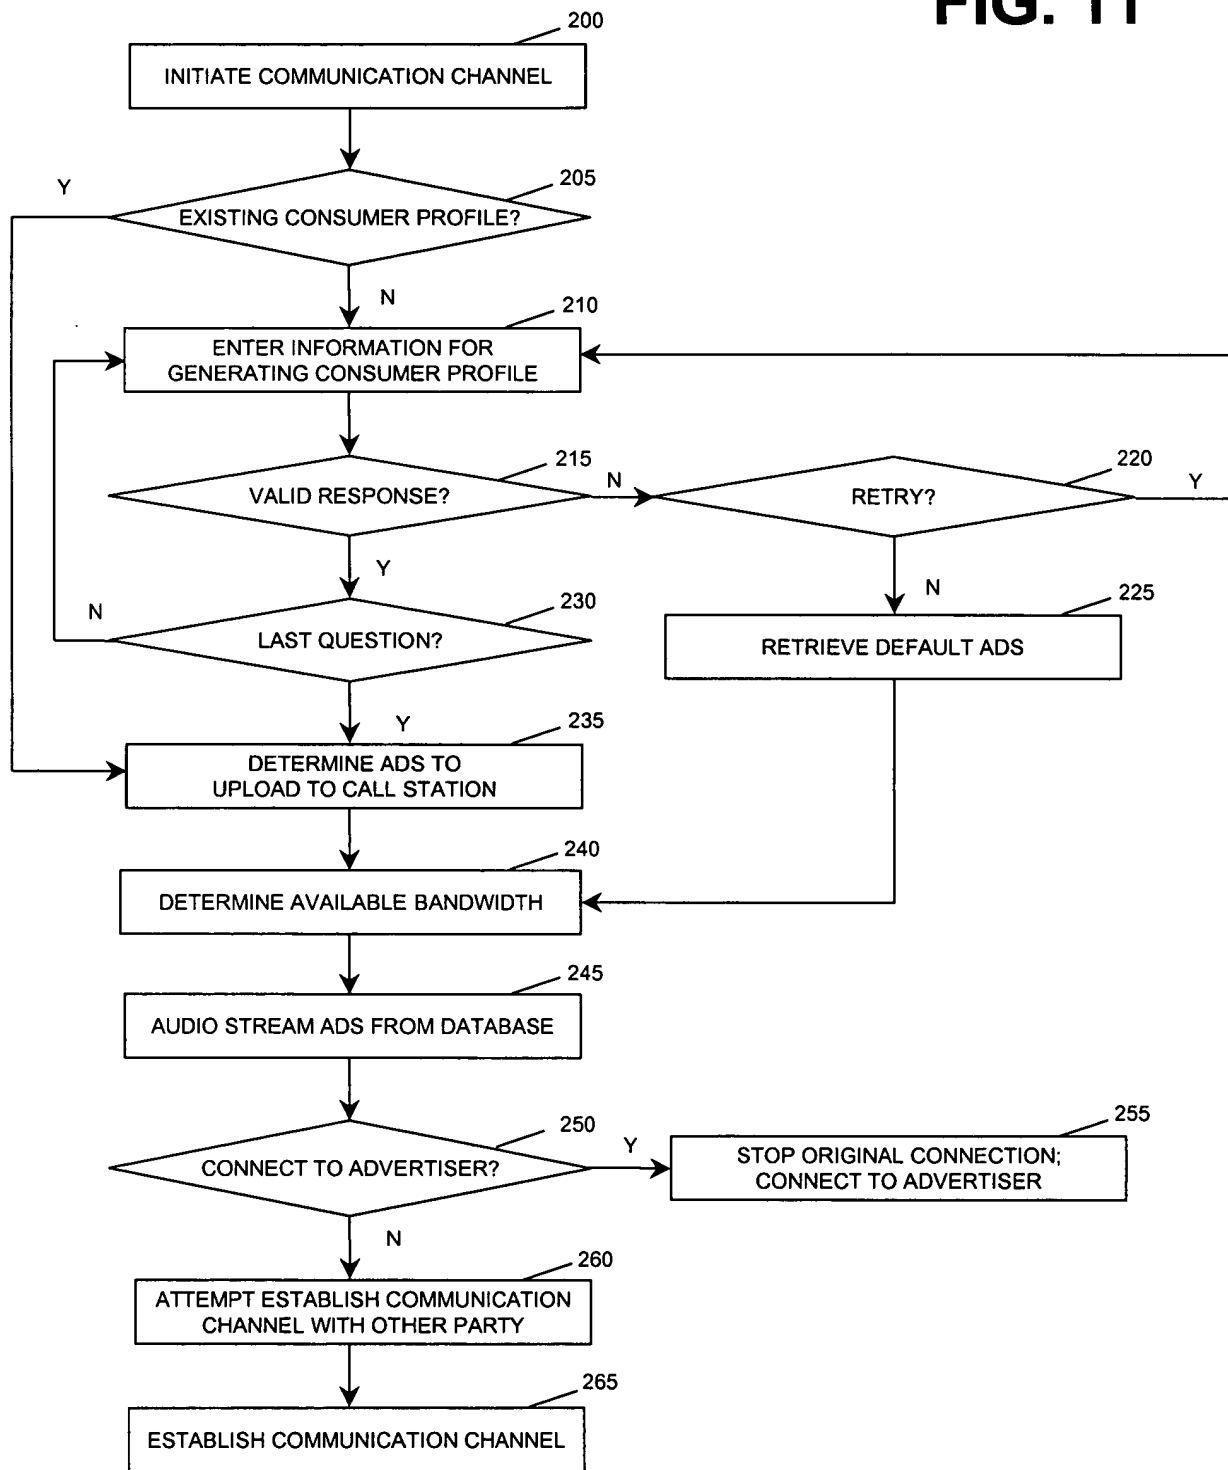 FIG. 11
200
INITIATE COMMUNICATION CHANNEL
205
Y
EXISTING CONSUMER PROFILE?
N
210
ENTER INFORMATION FOR
GENERATING CONSUMER PROFILE
215
VALID RESPONSE?
N
220
RETRY?
Y
Y
N
230
N
LAST QUESTION?
225
RETRIEVE DEFAULT ADS
Y
235
DETERMINE ADS TO
UPLOAD TO CALL STATION
240
DETERMINE AVAILABLE BANDWIDTH
245
AUDIO STREAM ADS FROM DATABASE
250
CONNECT TO ADVERTISER?
Y
255
STOP ORIGINAL CONNECTION;
CONNECT TO ADVERTISER
N
260
ATTEMPT ESTABLISH COMMUNICATION
CHANNEL WITH OTHER PARTY
265
ESTABLISH COMMUNICATION CHANNEL